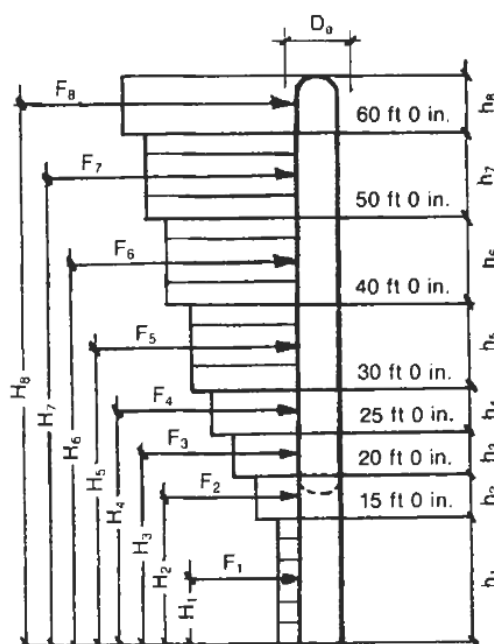 Dₑ
F₈
60 ft 0 in.
h₈
F₇
50 ft 0 in.
h₇
F₆
40 ft 0 in.
h₆
F₅
30 ft 0 in.
h₅
F₄
25 ft 0 in.
h₄
F₃
20 ft 0 in.
h₃
F₂
15 ft 0 in.
h₂
F₁
h₁
H₈
H₇
H₆
H₅
H₄
H₃
H₂
H₁